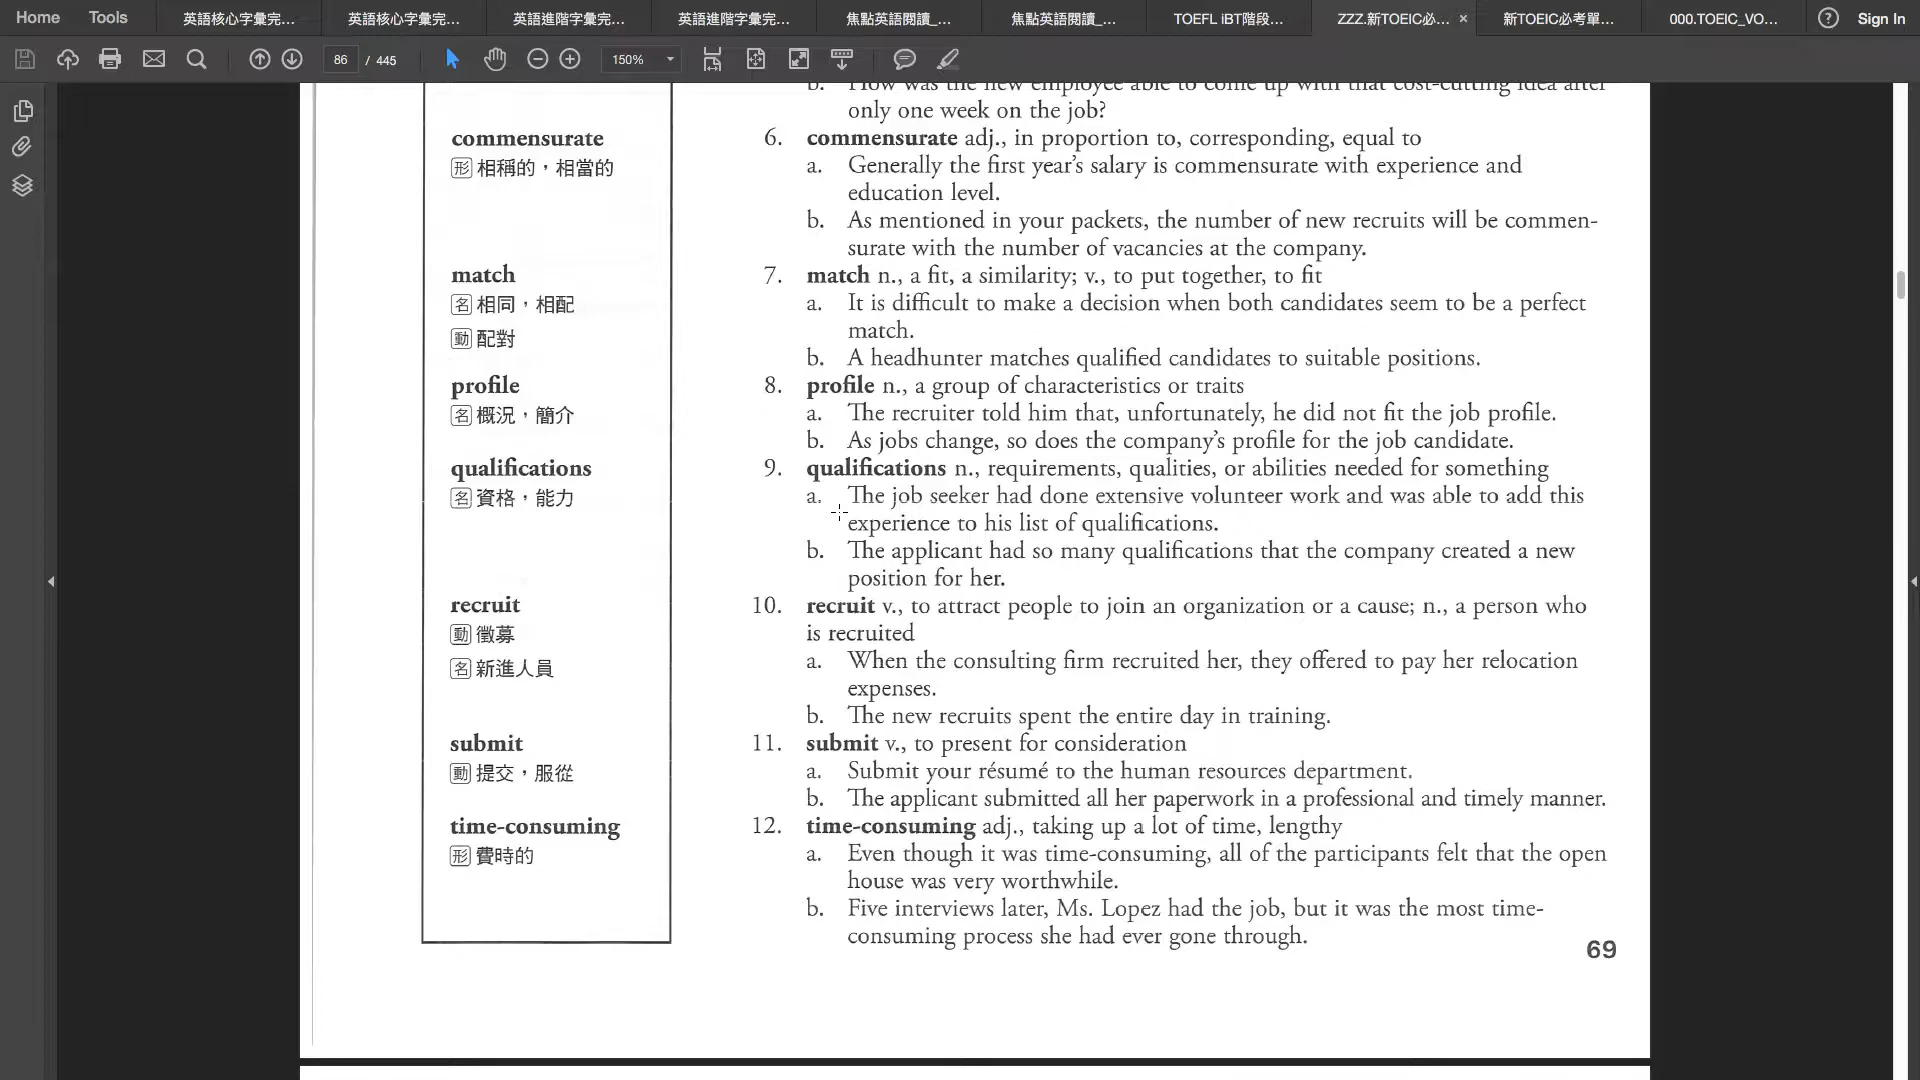 Home
Tools
英語核心字彙完...
英語核心字彙完...
英語進階字彙完...
英語進階字彙完...
焦點英語閱讀_...
焦點英語閱讀_...
TOEFL iBT階段...
ZZZ.新TOEIC必...
新TOEIC必考單...
000.TOEIC_VO...
Sign In
86 / 445
150%
b. How was the new employee able to come up with that cost-cutting idea after
only one week on the job?
commensurate
形 相稱的，相當的
6. commensurate adj., in proportion to, corresponding, equal to
a. Generally the first year's salary is commensurate with experience and
education level.
b. As mentioned in your packets, the number of new recruits will be commen-
surate with the number of vacancies at the company.
match
名 相同，相配
動 配對
7. match n., a fit, a similarity; v., to put together, to fit
a. It is difficult to make a decision when both candidates seem to be a perfect
match.
b. A headhunter matches qualified candidates to suitable positions.
profile
名 概況，簡介
8. profile n., a group of characteristics or traits
a. The recruiter told him that, unfortunately, he did not fit the job profile.
b. As jobs change, so does the company's profile for the job candidate.
qualifications
名 資格，能力
9. qualifications n., requirements, qualities, or abilities needed for something
a. The job seeker had done extensive volunteer work and was able to add this
experience to his list of qualifications.
b. The applicant had so many qualifications that the company created a new
position for her.
recruit
動 徵募
名 新進人員
10. recruit v., to attract people to join an organization or a cause; n., a person who
is recruited
a. When the consulting firm recruited her, they offered to pay her relocation
expenses.
b. The new recruits spent the entire day in training.
submit
動 提交，服從
11. submit v., to present for consideration
a. Submit your résumé to the human resources department.
b. The applicant submitted all her paperwork in a professional and timely manner.
time-consuming
形 費時的
12. time-consuming adj., taking up a lot of time, lengthy
a. Even though it was time-consuming, all of the participants felt that the open
house was very worthwhile.
b. Five interviews later, Ms. Lopez had the job, but it was the most time-
consuming process she had ever gone through.
69